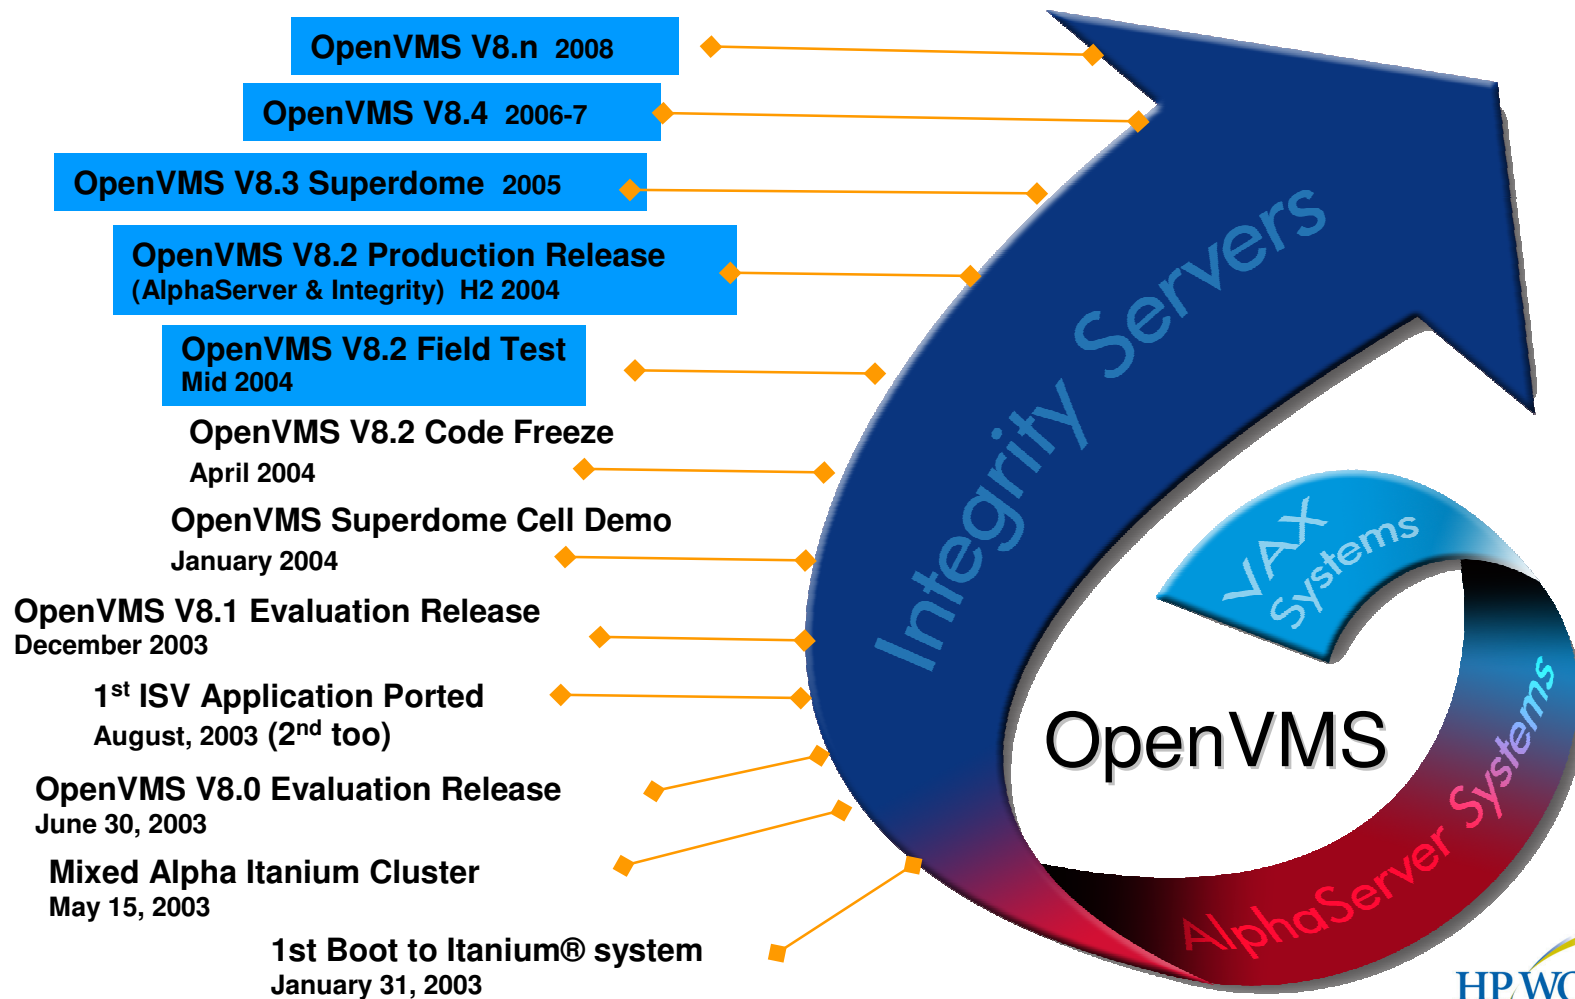 OpenVMS V8.n 2008
OpenVMS V8.4 2006-7
OpenVMS V8.3 Superdome 2005
OpenVMS V8.2 Production Release
(AlphaServer & Integrity) H2 2004
OpenVMS V8.2 Field Test
Mid 2004
OpenVMS V8.2 Code Freeze
April 2004
OpenVMS Superdome Cell Demo
January 2004
OpenVMS V8.1 Evaluation Release
December 2003
1st ISV Application Ported
August, 2003 (2nd too)
OpenVMS V8.0 Evaluation Release
June 30, 2003
Mixed Alpha Itanium Cluster
May 15, 2003
1st Boot to Itanium® system
January 31, 2003
Integrity Servers
VAX
Systems
OpenVMS
AlphaServer Systems
HP